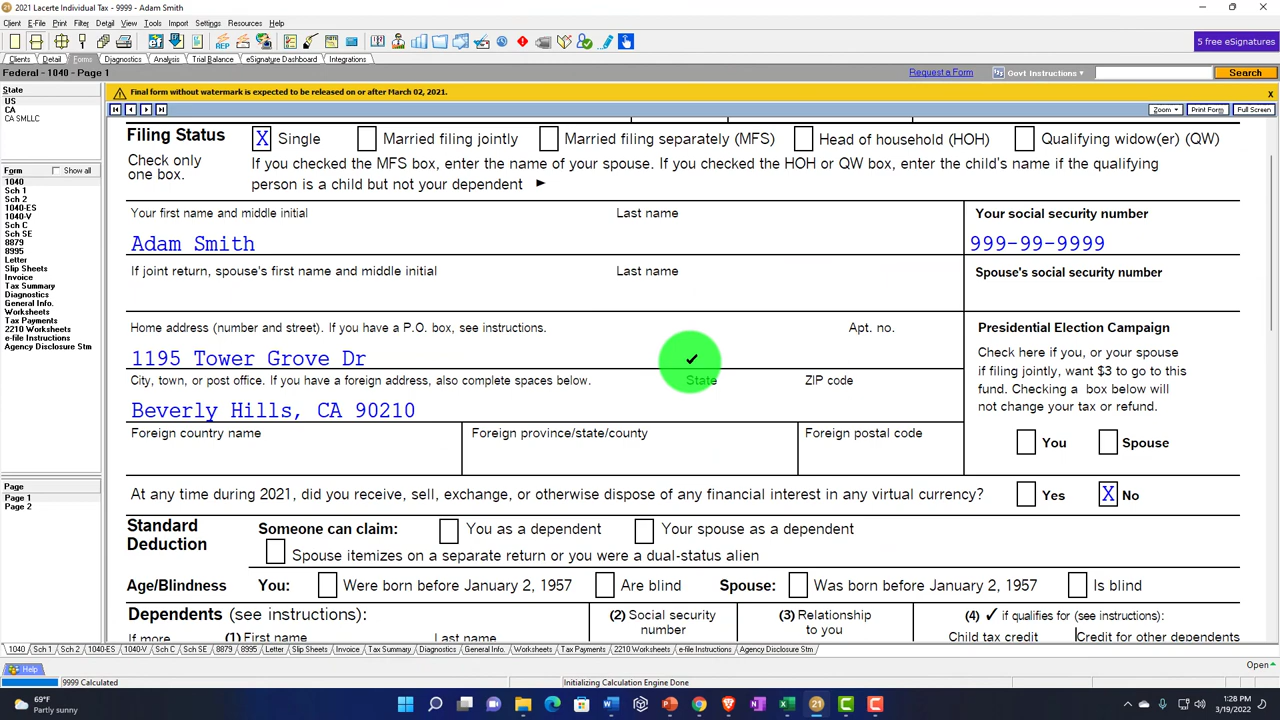 2021 Lacerte Individual Tax - 9999 - Adam Smith
Client E-File Print Filter Detail View Tools Import Settings Resources Help
REP
5 free eSignatures
Clients Detail Forms Diagnostics Analysis Trial Balance eSignature Dashboard Integrations
Federal - 1040 - Page 1
Request a Form Govt Instructions Search
State
US
CA
CA SMLLC
Final form without watermark is expected to be released on or after March 02, 2021. x
Zoom Print Form Full Screen
Form Show all
1040
Sch 1
Sch 2
1040-ES
1040-V
Sch C
Sch SE
8879
8995
Letter
Slip Sheets
Invoice
Tax Summary
Diagnostics
General Info.
Worksheets
Tax Payments
2210 Worksheets
e-file Instructions
Agency Disclosure Stm
Page
Page 1
Page 2
Filing Status X Single Married filing jointly Married filing separately (MFS) Head of household (HOH) Qualifying widow(er) (QW)
Check only one box.
If you checked the MFS box, enter the name of your spouse. If you checked the HOH or QW box, enter the child's name if the qualifying
person is a child but not your dependent
Your first name and middle initial Last name Your social security number
Adam Smith 999-99-9999
If joint return, spouse's first name and middle initial Last name Spouse's social security number
Home address (number and street). If you have a P.O. box, see instructions. Apt. no.
1195 Tower Grove Dr
City, town, or post office. If you have a foreign address, also complete spaces below. State ZIP code
Beverly Hills, CA 90210
Foreign country name Foreign province/state/county Foreign postal code
Presidential Election Campaign
Check here if you, or your spouse
if filing jointly, want $3 to go to this
fund. Checking a box below will
not change your tax or refund.
You Spouse
At any time during 2021, did you receive, sell, exchange, or otherwise dispose of any financial interest in any virtual currency? Yes X No
Standard Deduction
Someone can claim: You as a dependent Your spouse as a dependent
Spouse itemizes on a separate return or you were a dual-status alien
Age/Blindness You: Were born before January 2, 1957 Are blind Spouse: Was born before January 2, 1957 Is blind
Dependents (see instructions): (2) Social security number (3) Relationship to you (4) ✓ if qualifies for (see instructions):
If more (1) First name Last name Child tax credit Credit for other dependents
1040 Sch 1 Sch 2 1040-ES 1040-V Sch C Sch SE 8879 8995 Letter Slip Sheets Invoice Tax Summary Diagnostics General Info. Worksheets Tax Payments 2210 Worksheets e-file Instructions Agency Disclosure Stm
Help Open
9999 Calculated Initializing Calculation Engine Done
69°F
Partly sunny
21
1:28 PM
3/19/2022